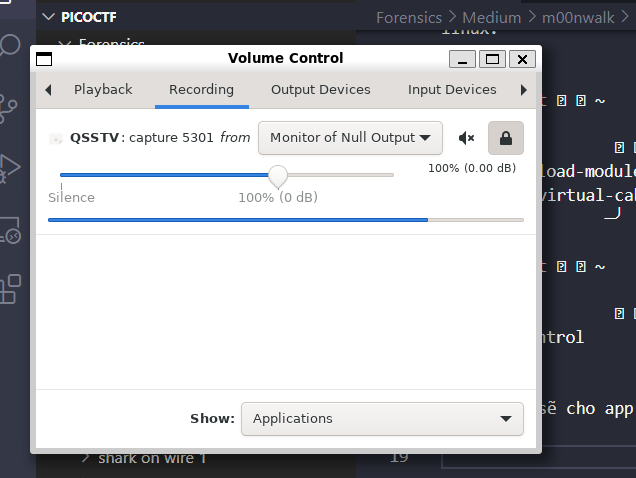 PICOCTF
Forensics > Medium > m00nwalk >
Forensics
linux.
Volume Control
Playback Recording Output Devices Input Devices
QSSTV: capture 5301 from Monitor of Null Output
100% (0.00 dB)
Silence 100% (0 dB)
Show: Applications
~
load-module
virtual-cab
~
ntrol
sẽ cho app
shark on wire 1
19